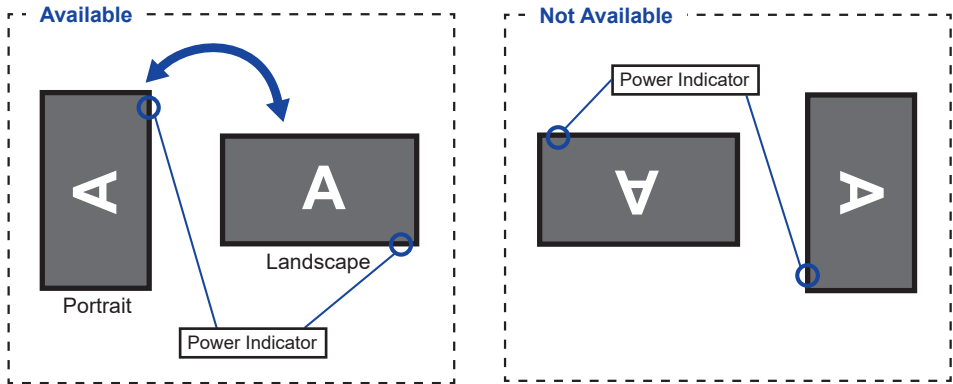 Available
A
A
Landscape
Portrait
Power Indicator
Not Available
Power Indicator
A
A